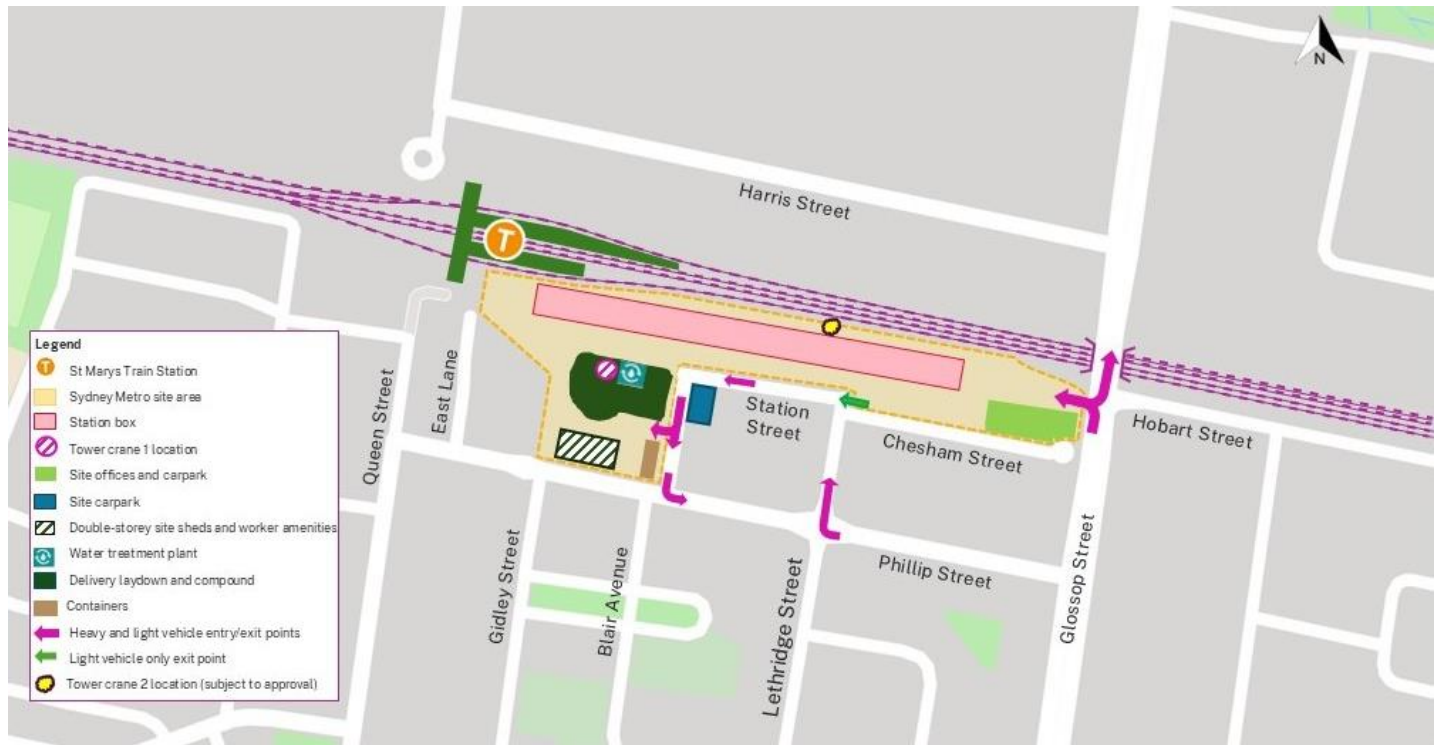 N
Harris Street
T
Legend
T
St Marys Train Station
Sydney Metro site area
Station box
Tower crane 1 location
Site offices and carpark
Site carpark
Double-storey site sheds and worker amenities
Water treatment plant
Delivery laydown and compound
Containers
Heavy and light vehicle entry/exit points
Light vehicle only exit point
Tower crane 2 location (subject to approval)
Queen Street
East Lane
Station
Street
Chesham Street
Hobart Street
Gidley Street
Blair Avenue
Lethridge Street
Phillip Street
Glossop Street